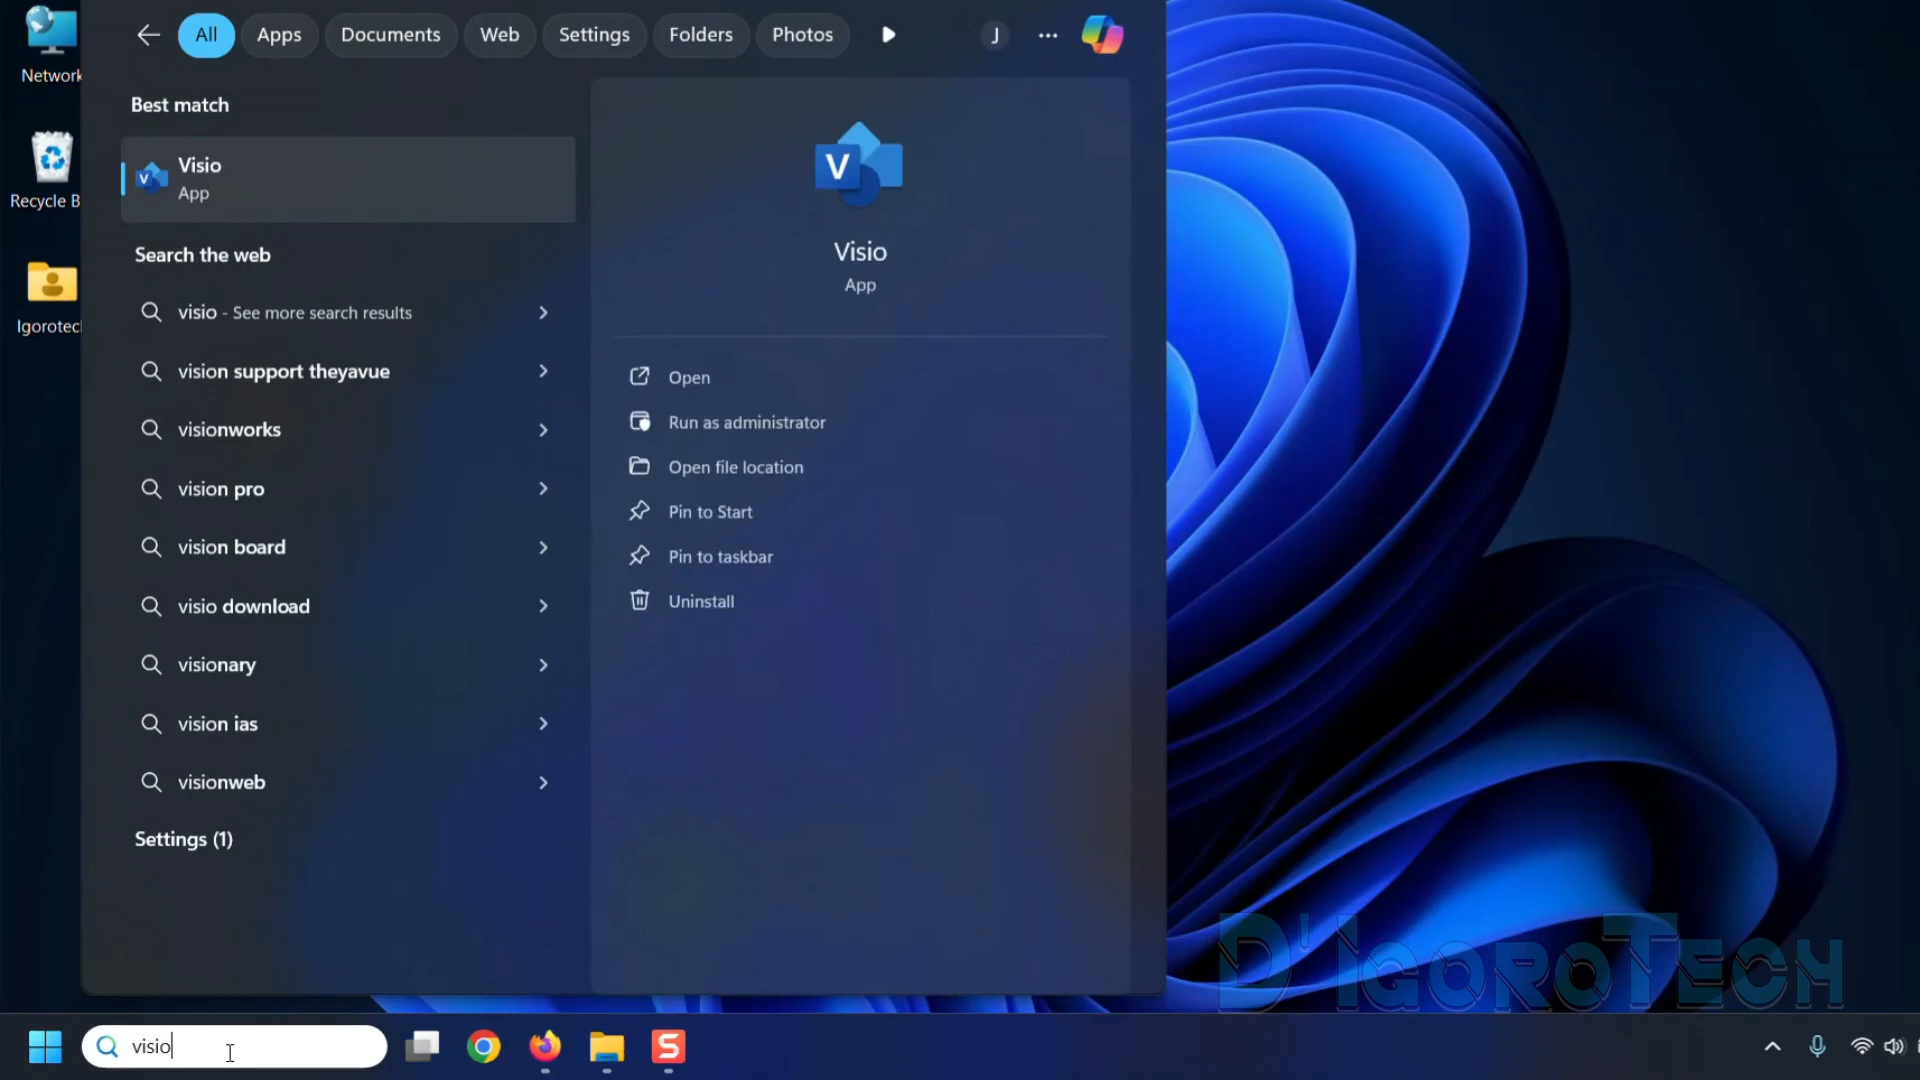 Network
Recycle B
Igorotec
All
Apps
Documents
Web
Settings
Folders
Photos
J
Best match
Visio
App
Search the web
visio - See more search results
vision support theyavue
visionworks
vision pro
vision board
visio download
visionary
vision ias
visionweb
Settings (1)
V
Visio
App
Open
Run as administrator
Open file location
Pin to Start
Pin to taskbar
Uninstall
D'IGOROTECH
visio
S